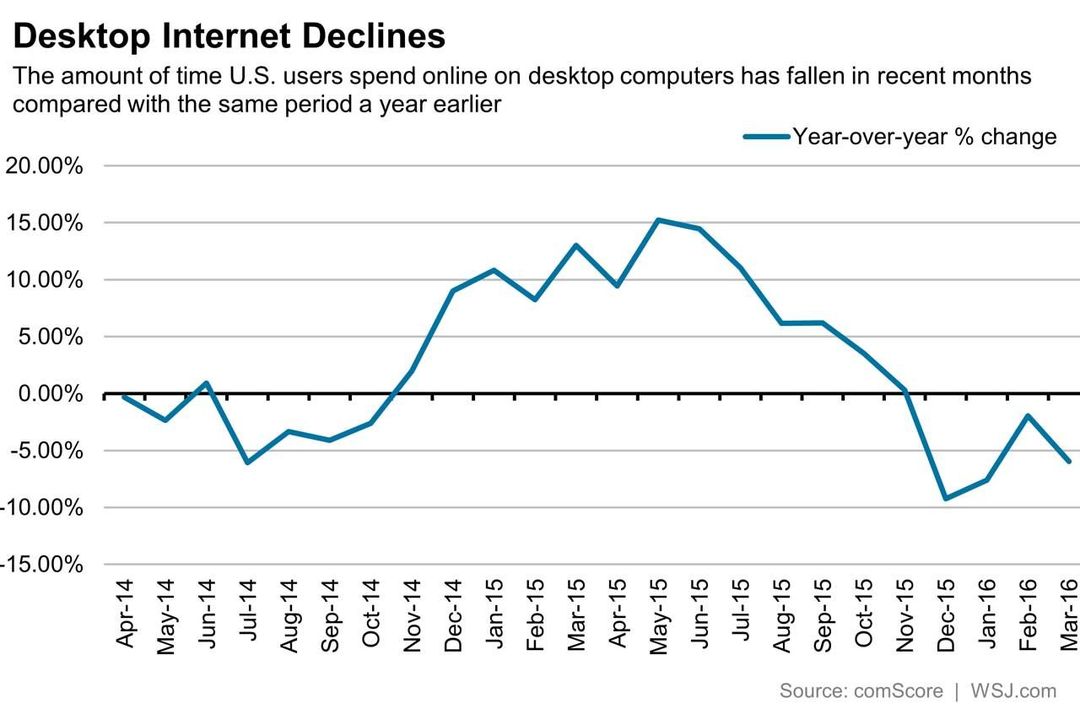 Desktop Internet Declines
The amount of time U.S. users spend online on desktop computers has fallen in recent months
compared with the same period a year earlier
Year-over-year % change
20.00%
15.00%
10.00%
5.00%
0.00%
-5.00%
-10.00%
-15.00%
Apr-14
May-14
Jun-14
Jul-14
Aug-14
Sep-14
Oct-14
Nov-14
Dec-14
Jan-15
Feb-15
Mar-15
Apr-15
May-15
Jun-15
Jul-15
Aug-15
Sep-15
Oct-15
Nov-15
Dec-15
Jan-16
Feb-16
Mar-16
Source: comScore | WSJ.com